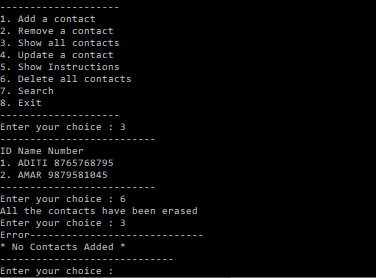 --------------------
1. Add a contact
2. Remove a contact
3. Show all contacts
4. Update a contact
5. Show Instructions
6. Delete all contacts
7. Search
8. Exit
--------------------
Enter your choice : 3
--------------------------
ID Name Number
1. ADITI 8765768795
2. AMAR 9879581045
--------------------------
Enter your choice : 6
All the contacts have been erased
Enter your choice : 3
Error-----------------------------
* No Contacts Added *
-----------------------------
Enter your choice :